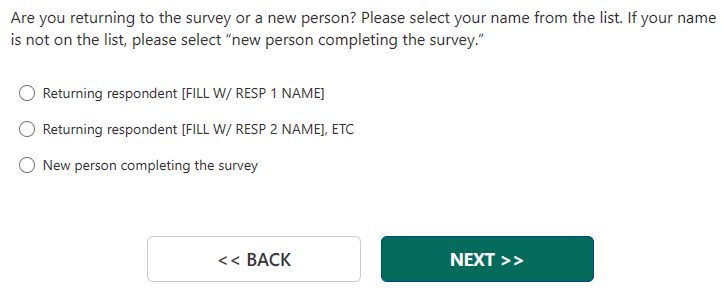 Are you returning to the survey or a new person? Please select your name from the list. If your name
is not on the list, please select “new person completing the survey.”
Returning respondent [FILL W/ RESP 1 NAME]
Returning respondent [FILL W/ RESP 2 NAME], ETC
New person completing the survey
<< BACK
NEXT >>